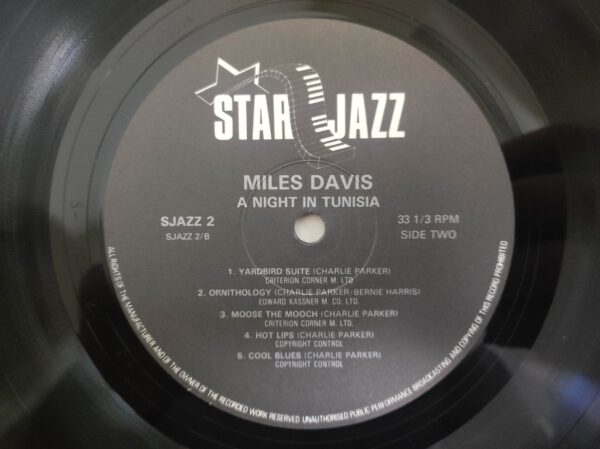 STAR JAZZ
MILES DAVIS
A NIGHT IN TUNISIA
SJAZZ 2
SJAZZ 2/B
33 1/3 RPM
SIDE TWO
1. YARDBIRD SUITE (CHARLIE PARKER)
CRITERION CORNER M. LTD
2. ORNITHOLOGY (CHARLIE PARKER/BERNIE HARRIS)
EDWARD KASSNER M. CO. LTD.
3. MOOSE THE MOOCH (CHARLIE PARKER)
CRITERION CORNER M. LTD.
4. HOT LIPS (CHARLIE PARKER)
COPYRIGHT CONTROL
5. COOL BLUES (CHARLIE PARKER)
COPYRIGHT CONTROL
ALL RIGHTS OF THE MANUFACTURER AND OF THE OWNER OF THE RECORDED WORK RESERVED UNAUTHORISED PUBLIC PERFORMANCE BROADCASTING AND COPYING OF THIS RECORD PROHIBITED